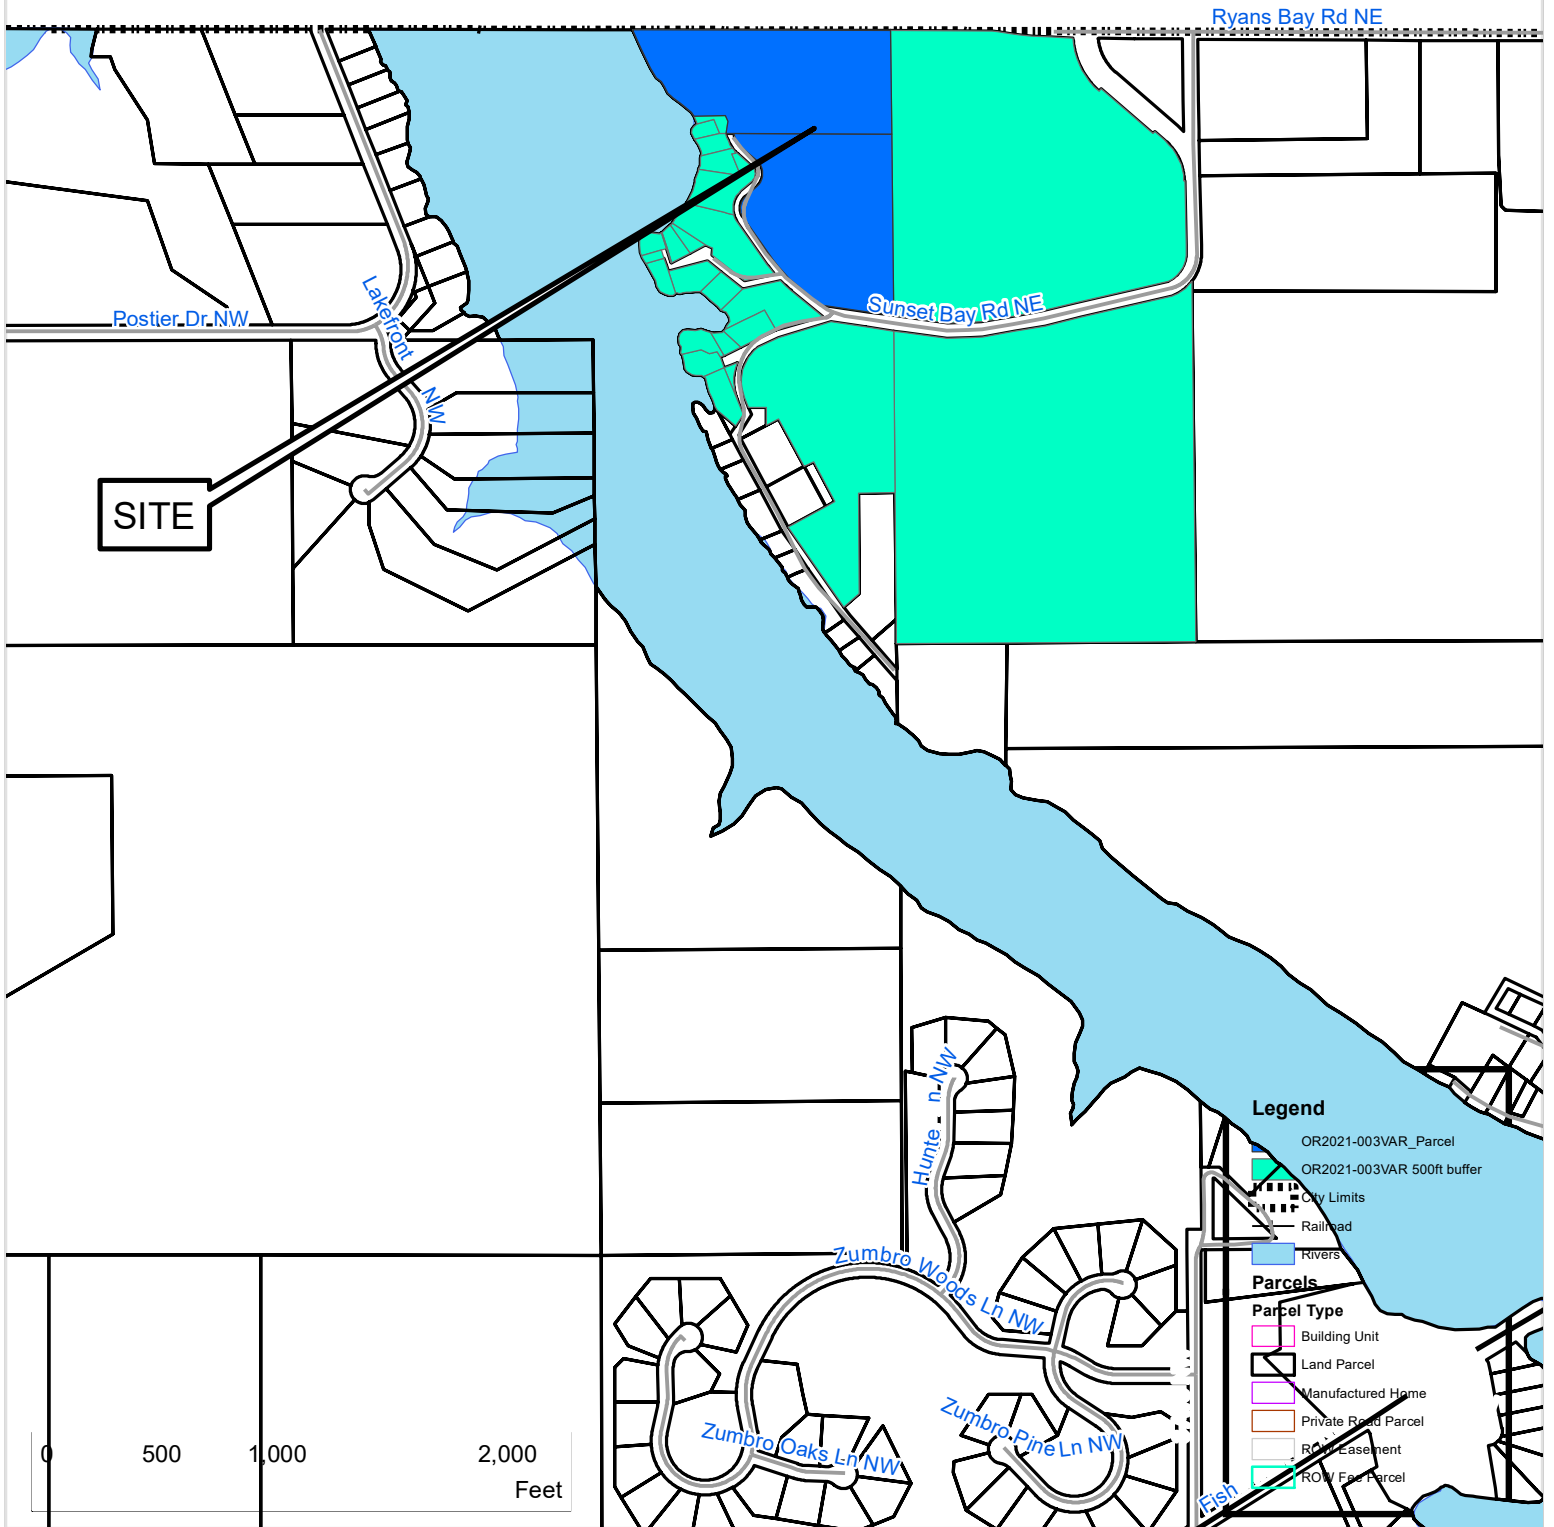 Ryans Bay Rd NE
Lakefront
NW
Postier Dr NW
Sunset Bay Rd NE
SITE
NW
Hunte
n
Legend
OR2021-003VAR_Parcel
OR2021-003VAR 500ft buffer
City Limits
Railroad
Rivers
Parcels
Parcel Type
Building Unit
Land Parcel
Manufactured Home
Private Road Parcel
ROW Easement
ROW Fee Parcel
Zumbro Woods Ln NW
Zumbro Oaks Ln NW
Zumbro Pine Ln NW
Fish
0 500 1,000 2,000
Feet